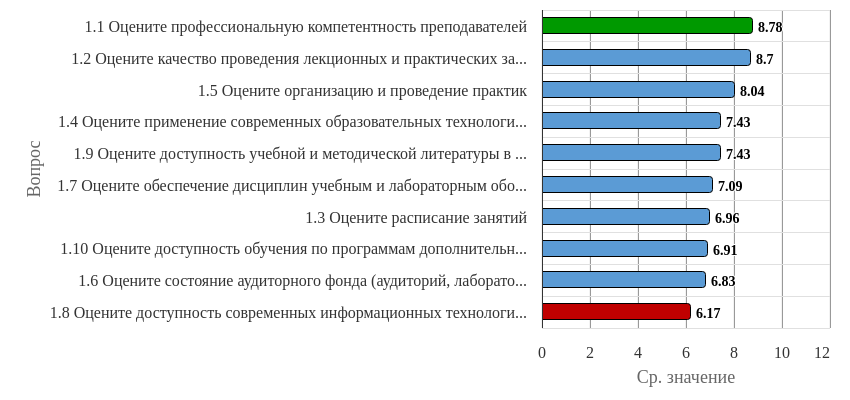 1.1 Оцените профессиональную компетентность преподавателей 8.78
1.2 Оцените качество проведения лекционных и практических за... 8.7
1.5 Оцените организацию и проведение практик 8.04
1.4 Оцените применение современных образовательных технологи... 7.43
1.9 Оцените доступность учебной и методической литературы в ... 7.43
1.7 Оцените обеспечение дисциплин учебным и лабораторным обо... 7.09
1.3 Оцените расписание занятий 6.96
1.10 Оцените доступность обучения по программам дополнительн... 6.91
1.6 Оцените состояние аудиторного фонда (аудиторий, лаборато... 6.83
1.8 Оцените доступность современных информационных технологи... 6.17
Вопрос
0 2 4 6 8 10 12
Ср. значение